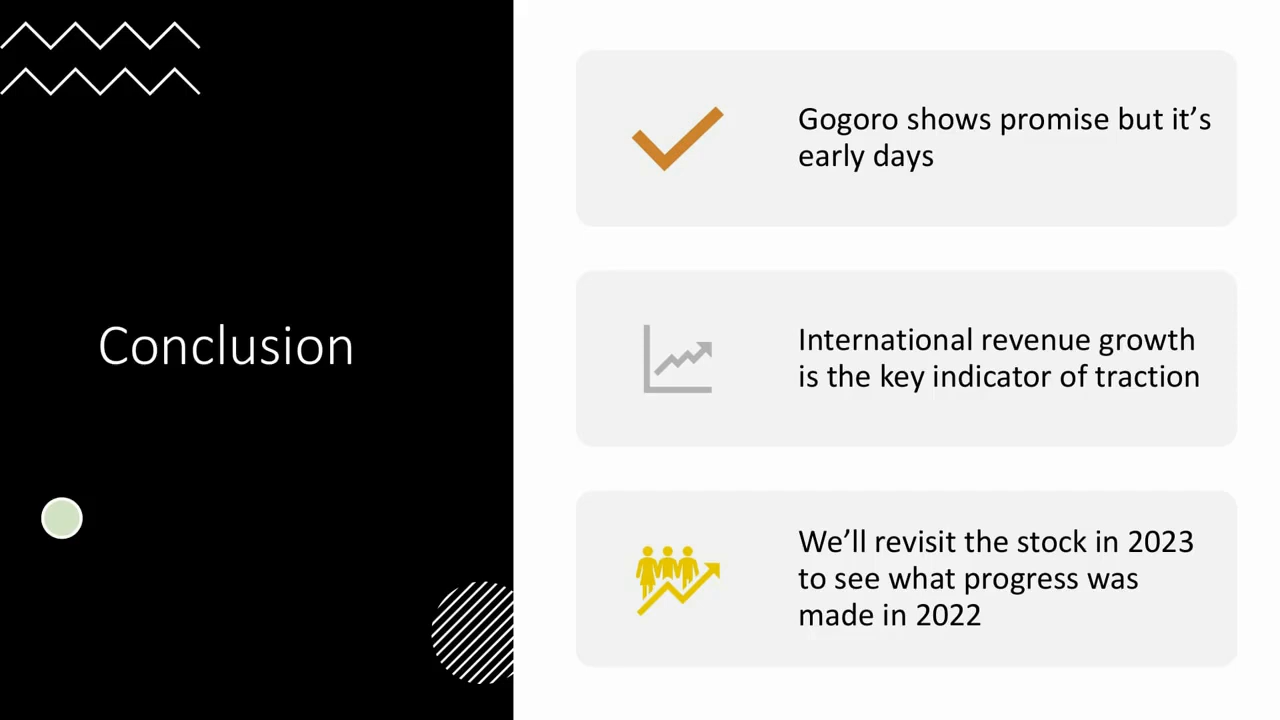 Conclusion
Gogoro shows promise but it’s
early days
International revenue growth
is the key indicator of traction
We’ll revisit the stock in 2023
to see what progress was
made in 2022